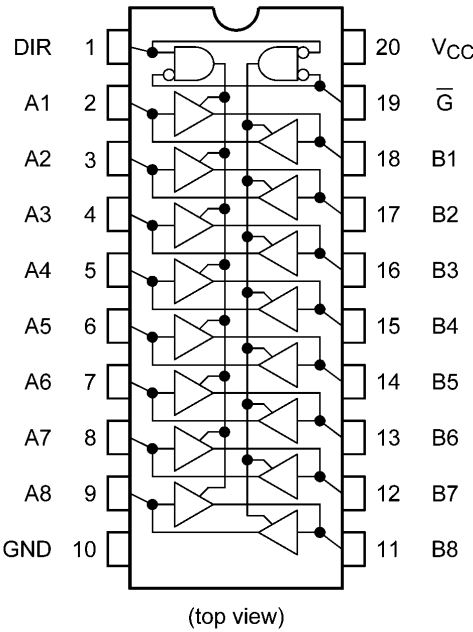 DIR 1 20 VCC
A1 2 19 G̅
A2 3 18 B1
A3 4 17 B2
A4 5 16 B3
A5 6 15 B4
A6 7 14 B5
A7 8 13 B6
A8 9 12 B7
GND 10 11 B8
(top view)